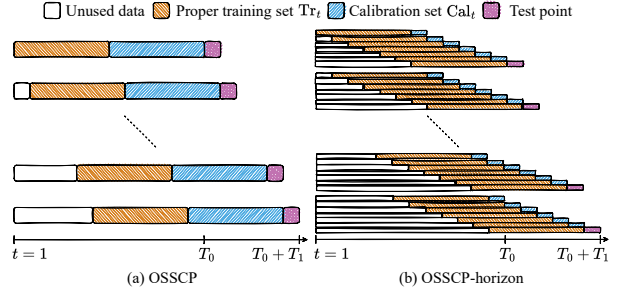 Unused data Proper training set Tr_t Calibration set Cal_t Test point
t = 1 T_0 T_0 + T_1 t = 1 T_0 T_0 + T_1
(a) OSSCP (b) OSSCP-horizon